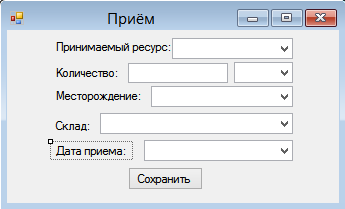 Приём
Принимаемый ресурс:
Количество:
Месторождение:
Склад:
Дата приема:
Сохранить